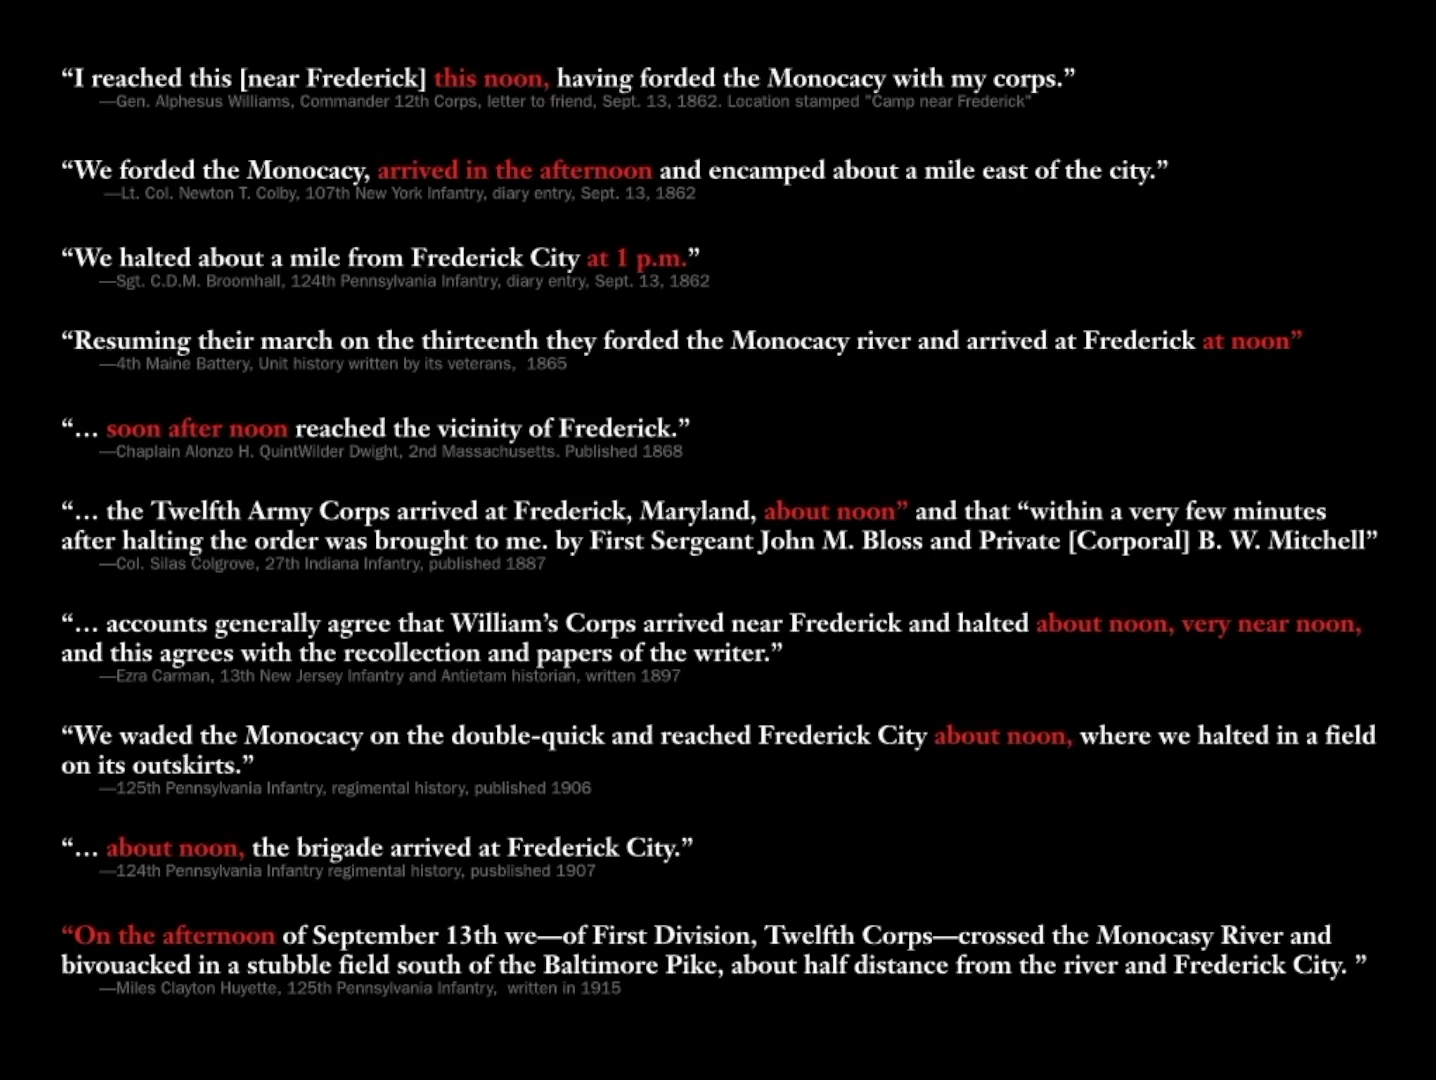 “I reached this [near Frederick] this noon, having forded the Monocacy with my corps.”
—Gen. Alphesus Williams, Commander 12th Corps, letter to friend, Sept. 13, 1862. Location stamped "Camp near Frederick"
“We forded the Monocacy, arrived in the afternoon and encamped about a mile east of the city.”
—Lt. Col. Newton T. Colby, 107th New York Infantry, diary entry, Sept. 13, 1862
“We halted about a mile from Frederick City at 1 p.m.”
—Sgt. C.D.M. Broomhall, 124th Pennsylvania Infantry, diary entry, Sept. 13, 1862
“Resuming their march on the thirteenth they forded the Monocacy river and arrived at Frederick at noon”
—4th Maine Battery, Unit history written by its veterans, 1865
“… soon after noon reached the vicinity of Frederick.”
—Chaplain Alonzo H. QuintWilder Dwight, 2nd Massachusetts. Published 1868
“… the Twelfth Army Corps arrived at Frederick, Maryland, about noon” and that “within a very few minutes
after halting the order was brought to me. by First Sergeant John M. Bloss and Private [Corporal] B. W. Mitchell”
—Col. Silas Colgrove, 27th Indiana Infantry, published 1887
“… accounts generally agree that William’s Corps arrived near Frederick and halted about noon, very near noon,
and this agrees with the recollection and papers of the writer.”
—Ezra Carman, 13th New Jersey Infantry and Antietam historian, written 1897
“We waded the Monocacy on the double-quick and reached Frederick City about noon, where we halted in a field
on its outskirts.”
—125th Pennsylvania Infantry, regimental history, published 1906
“… about noon, the brigade arrived at Frederick City.”
—124th Pennsylvania Infantry regimental history, pusblished 1907
“On the afternoon of September 13th we—of First Division, Twelfth Corps—crossed the Monocasy River and
bivouacked in a stubble field south of the Baltimore Pike, about half distance from the river and Frederick City. ”
—Miles Clayton Huyette, 125th Pennsylvania Infantry, written in 1915